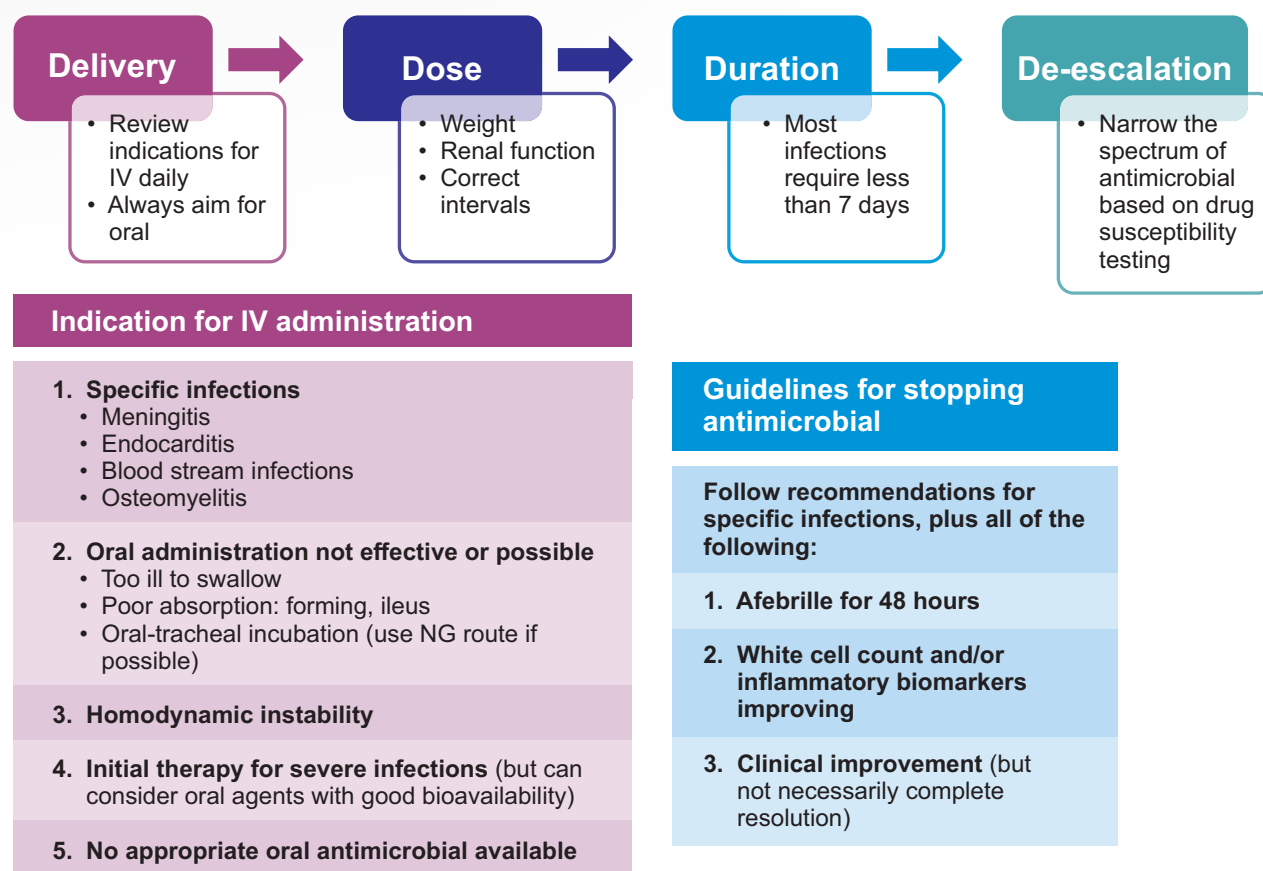 Delivery
• Review
indications for
IV daily
• Always aim for
oral
Dose
• Weight
• Renal function
• Correct
intervals
Duration
• Most
infections
require less
than 7 days
De-escalation
• Narrow the
spectrum of
antimicrobial
based on drug
susceptibility
testing
Indication for IV administration
1. Specific infections
• Meningitis
• Endocarditis
• Blood stream infections
• Osteomyelitis
2. Oral administration not effective or possible
• Too ill to swallow
• Poor absorption: forming, ileus
• Oral-tracheal incubation (use NG route if
possible)
3. Homodynamic instability
4. Initial therapy for severe infections (but can
consider oral agents with good bioavailability)
5. No appropriate oral antimicrobial available
Guidelines for stopping
antimicrobial
Follow recommendations for
specific infections, plus all of the
following:
1. Afebrille for 48 hours
2. White cell count and/or
inflammatory biomarkers
improving
3. Clinical improvement (but
not necessarily complete
resolution)